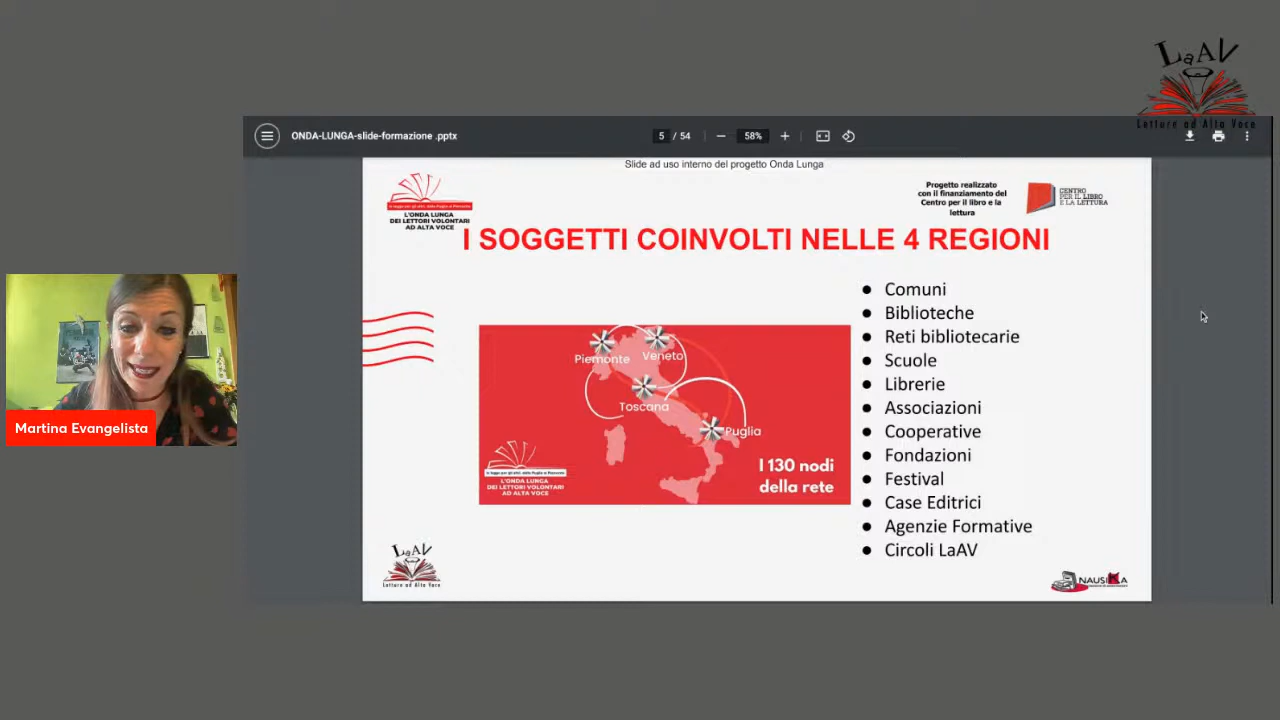 LaAV
Letture ad Alta Voce
ONDA-LUNGA-slide-formazione .pptx
5 / 54
58%
Slide ad uso interno del progetto Onda Lunga
L'ONDA LUNGA
DEI LETTORI VOLONTARI
AD ALTA VOCE
Progetto realizzato
con il finanziamento del
Centro per il libro e la
lettura
CENTRO
PER IL LIBRO
E LA LETTURA
I SOGGETTI COINVOLTI NELLE 4 REGIONI
Piemonte
Veneto
Toscana
Puglia
L'ONDA LUNGA
DEI LETTORI VOLONTARI
AD ALTA VOCE
I 130 nodi
della rete
● Comuni
● Biblioteche
● Reti bibliotecarie
● Scuole
● Librerie
● Associazioni
● Cooperative
● Fondazioni
● Festival
● Case Editrici
● Agenzie Formative
● Circoli LaAV
Martina Evangelista
LaAV
Letture ad Alta Voce
NAUSIKA